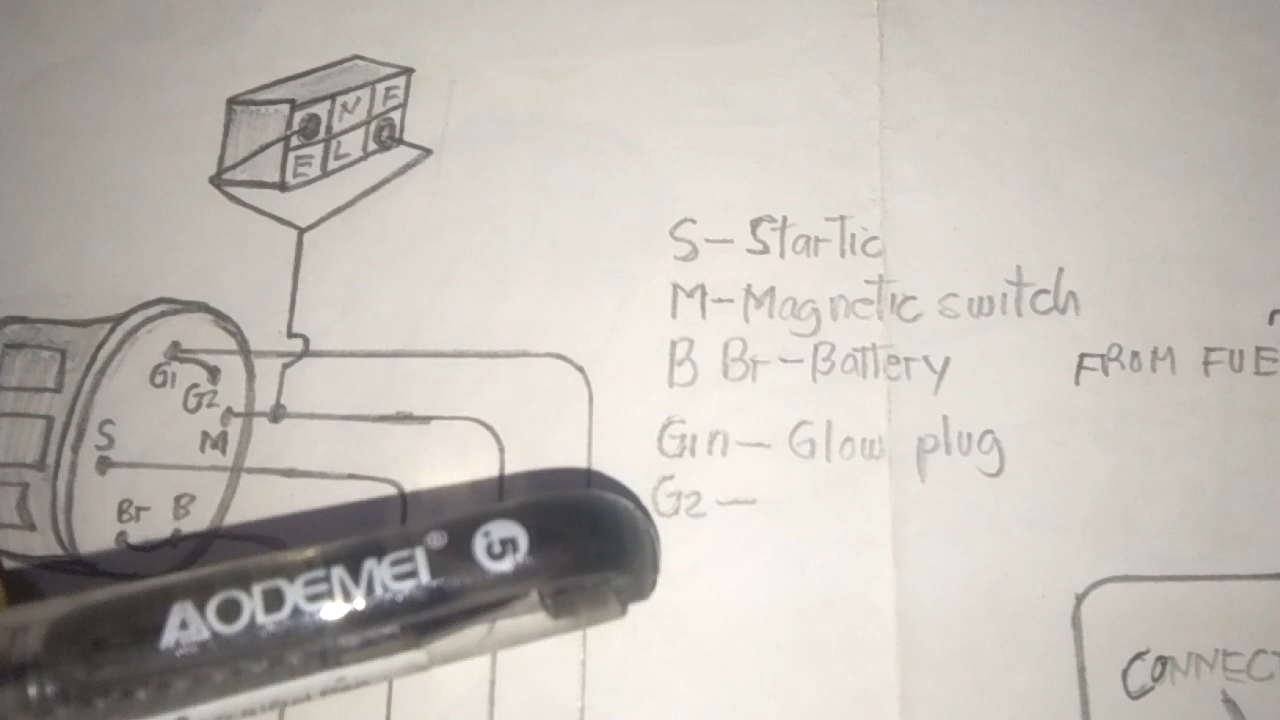 N F
E L
S-Startic
M-Magnetic switch
B Br-Battery
FROM FUE
G1n-Glow plug
G2-
G1
G2
M
S
Br B
AODEMEI® .5
CONNECT